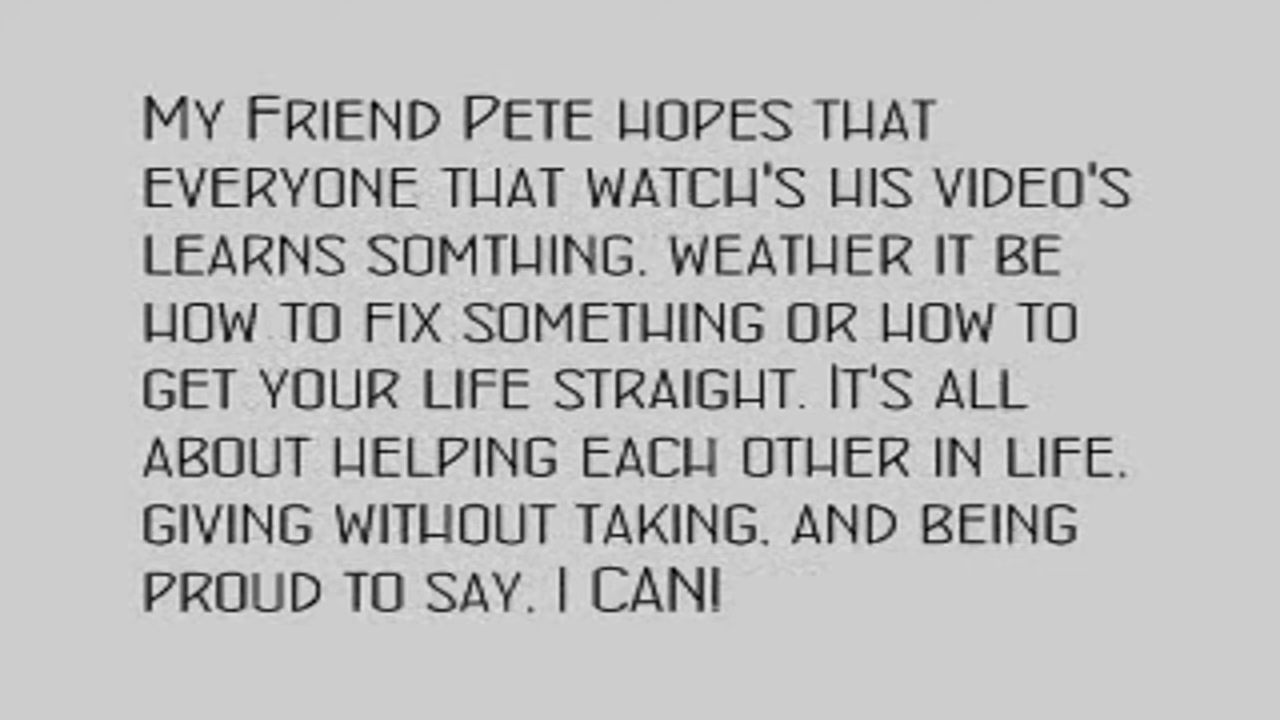 My Friend Pete hopes that
everyone that watch's his video's
learns somthing, weather it be
how to fix something or how to
get your life straight. It's all
about helping each other in life,
giving without taking, and being
proud to say, I CAN!